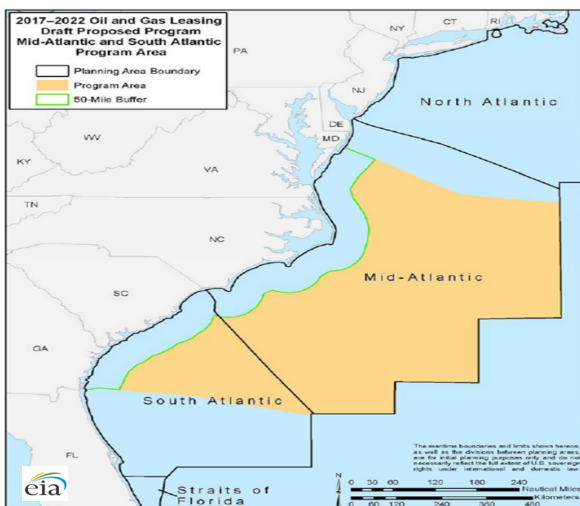 2017–2022 Oil and Gas Leasing
Draft Proposed Program
Mid-Atlantic and South Atlantic
Program Area
Planning Area Boundary
Program Area
50-Mile Buffer
NY
CT
RI
PA
NJ
North Atlantic
DE
MD
WV
KY
VA
TN
NC
Mid-Atlantic
SC
GA
South Atlantic
FL
The maritime boundaries and limits shown hereon,
as well as the divisions between planning areas,
are for initial planning purposes only and do not
necessarily reflect the full extent of U.S. sovereign
rights under international and domestic law.
eia
Straits of
Florida
N
0 60 120 240
Nautical Miles
0 60 120 240 360 480
Kilometers